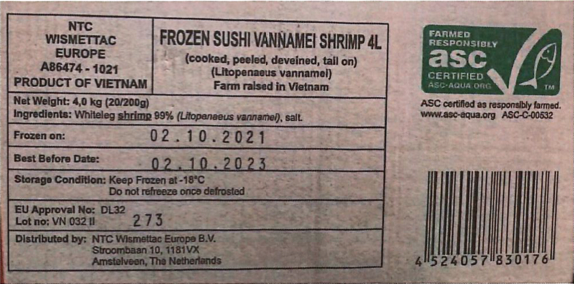 NTC
WISMETTAC
EUROPE
A86474 - 1021
PRODUCT OF VIETNAM
FROZEN SUSHI VANNAMEI SHRIMP 4L
(cooked, peeled, deveined, tail on)
(Litopenaeus vannamei)
Farm raised in Vietnam
Net Weight: 4,0 kg (20/200g)
Ingredients: Whiteleg shrimp 99% (Litopenaeus vannamei), salt.
Frozen on: 02.10.2021
Best Before Date: 02.10.2023
Storage Condition: Keep Frozen at -18°C
Do not refreeze once defrosted
EU Approval No: DL32
Lot no: VN 032 II 273
Distributed by: NTC Wismettac Europe B.V.
Stroombaan 10, 1181VX
Amstelveen, The Netherlands
FARMED
RESPONSIBLY
asc
CERTIFIED
ASC-AQUA.ORG
TM
ASC certified as responsibly farmed.
www.asc-aqua.org ASC-C-00532
4 524057 830176